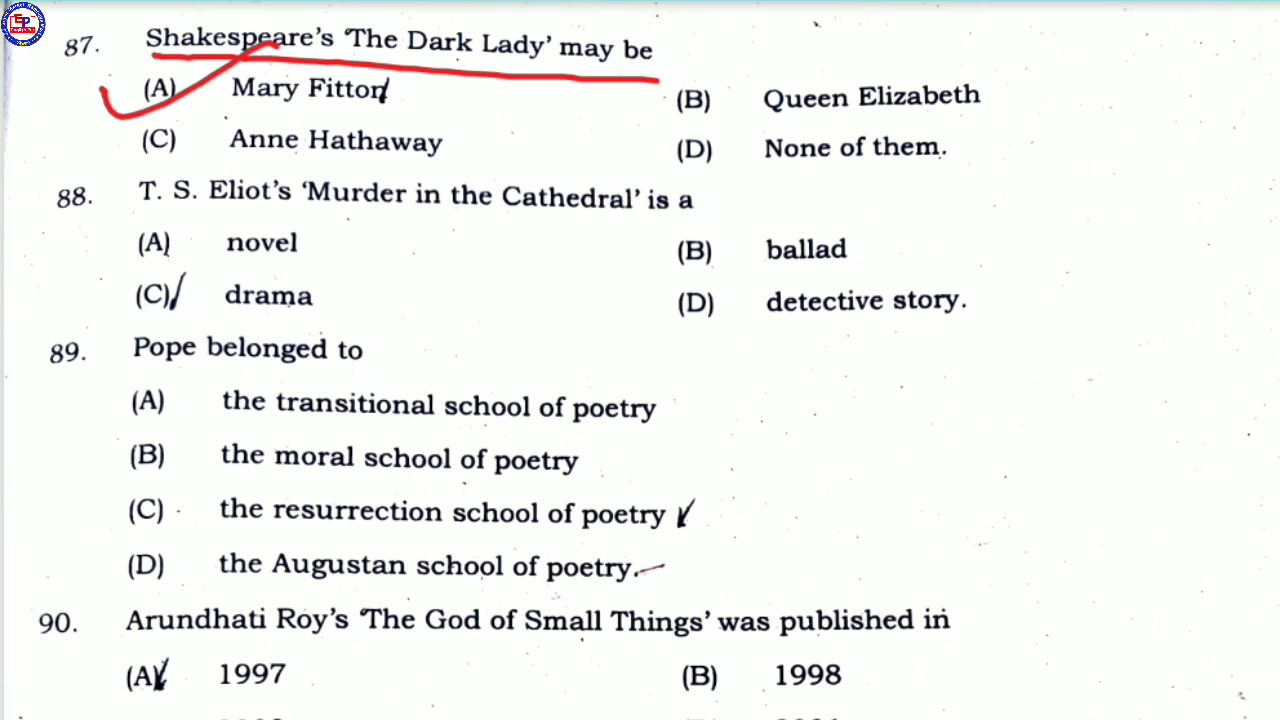 EP
87. Shakespeare's 'The Dark Lady' may be
(A) Mary Fitton
(B) Queen Elizabeth
(C) Anne Hathaway
(D) None of them.
88. T. S. Eliot's 'Murder in the Cathedral' is a
(A) novel
(B) ballad
(C) drama
(D) detective story.
89. Pope belonged to
(A) the transitional school of poetry
(B) the moral school of poetry
(C) the resurrection school of poetry
(D) the Augustan school of poetry.
90. Arundhati Roy's 'The God of Small Things' was published in
(A) 1997
(B) 1998